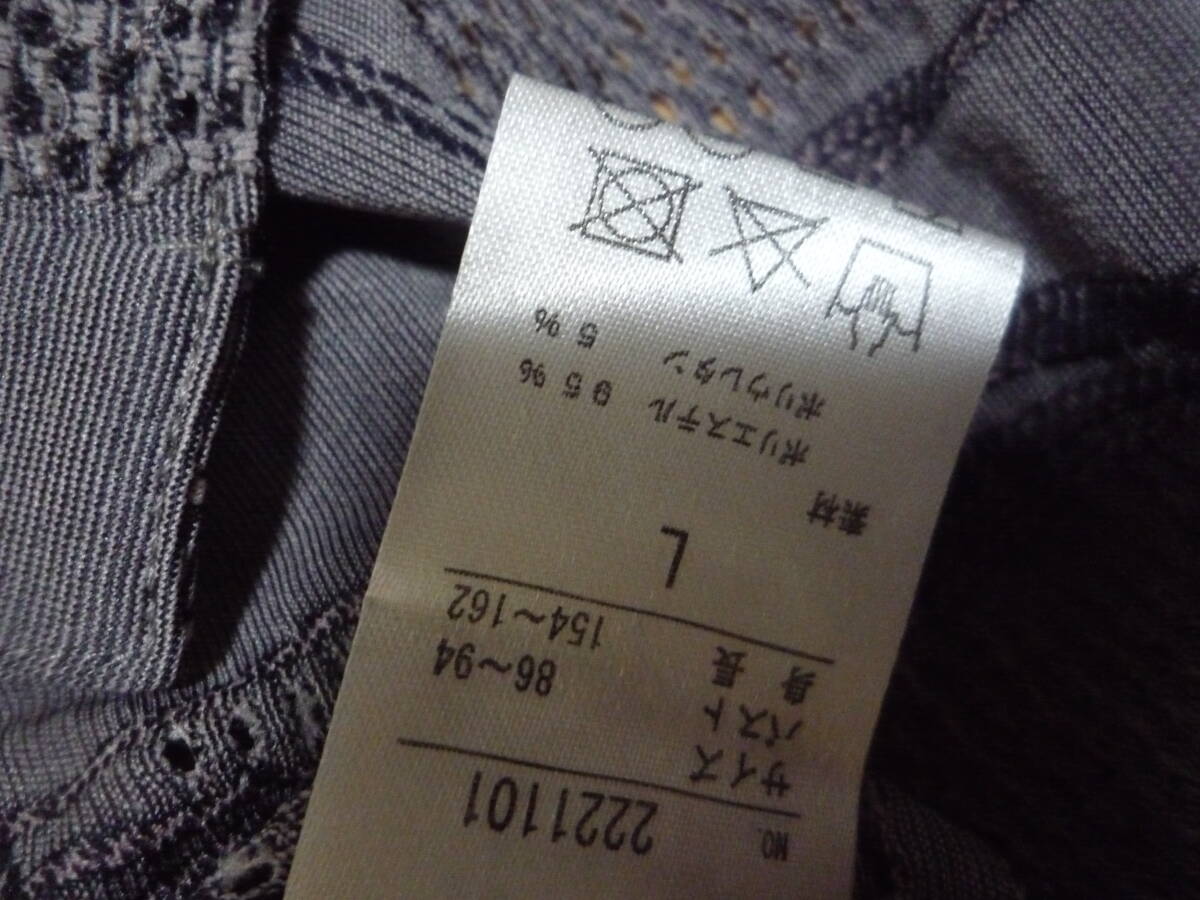 NO. 2221101
サイズ
バスト 86~94
身長 154~162
L
素材
ポリエステル 95%
ポリウレタン 5%